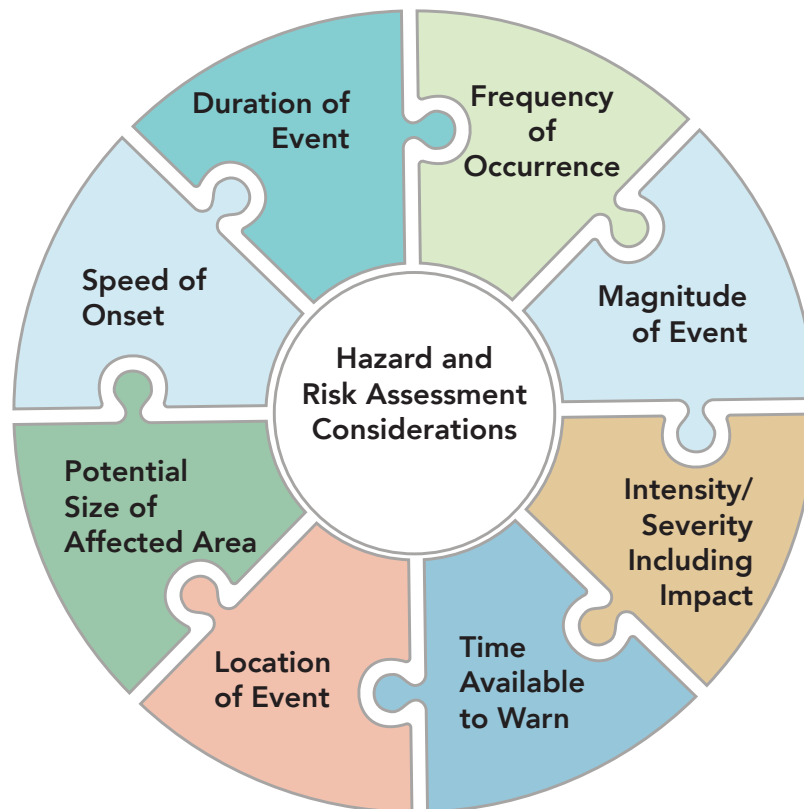 Duration of
Event
Frequency
of
Occurrence
Magnitude
of Event
Intensity/
Severity
Including
Impact
Time
Available
to Warn
Location
of Event
Potential
Size of
Affected Area
Speed of
Onset
Hazard and
Risk Assessment
Considerations